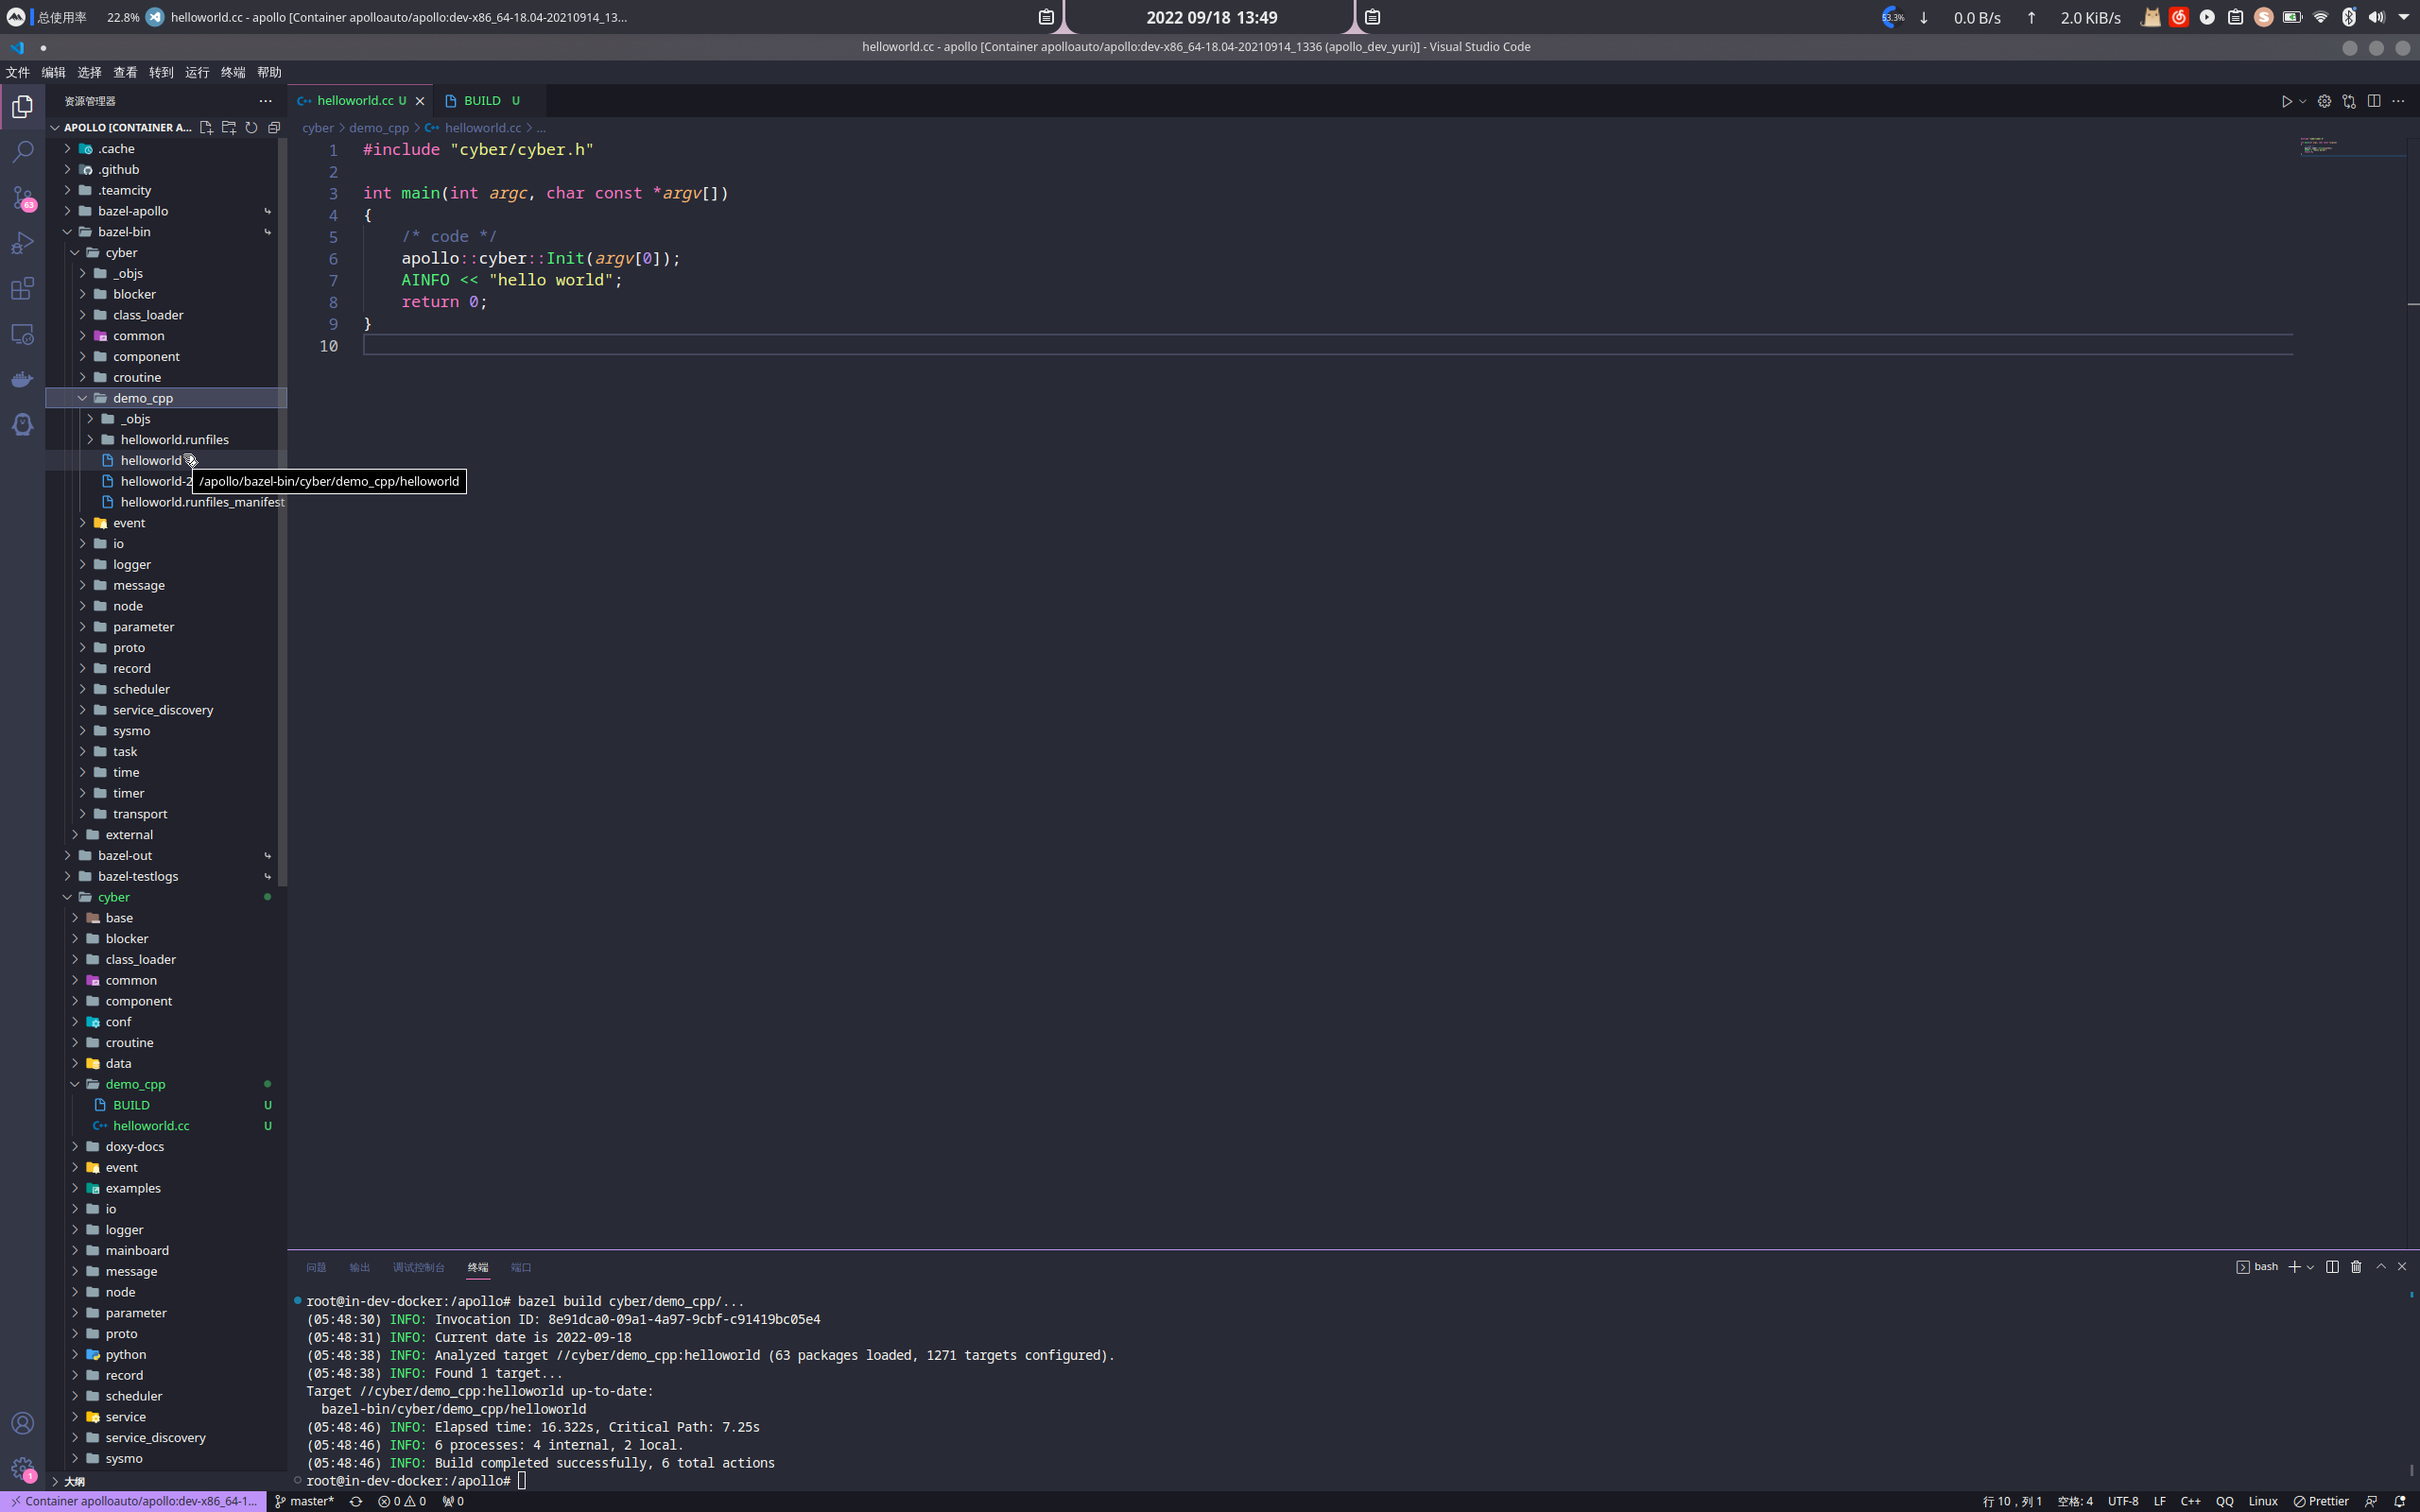 总使用率 22.8% helloworld.cc - apollo [Container apolloauto/apollo:dev-x86_64-18.04-20210914_13...
2022 09/18 13:49
53.3% ↓ 0.0 B/s ↑ 2.0 KiB/s
helloworld.cc - apollo [Container apolloauto/apollo:dev-x86_64-18.04-20210914_1336 (apollo_dev_yuri)] - Visual Studio Code
文件 编辑 选择 查看 转到 运行 终端 帮助
资源管理器
APOLLO [CONTAINER A...
.cache
.github
.teamcity
bazel-apollo
bazel-bin
cyber
_objs
blocker
class_loader
common
component
croutine
demo_cpp
_objs
helloworld.runfiles
helloworld
helloworld-2
/apollo/bazel-bin/cyber/demo_cpp/helloworld
helloworld.runfiles_manifest
event
io
logger
message
node
parameter
proto
record
scheduler
service_discovery
sysmo
task
time
timer
transport
external
bazel-out
bazel-testlogs
cyber
base
blocker
class_loader
common
component
conf
croutine
data
demo_cpp
BUILD U
helloworld.cc U
doxy-docs
event
examples
io
logger
mainboard
message
node
parameter
proto
python
record
scheduler
service
service_discovery
sysmo
大纲
63
1
helloworld.cc U
BUILD U
cyber > demo_cpp > helloworld.cc > ...
1 #include "cyber/cyber.h"
2
3 int main(int argc, char const *argv[])
4 {
5 /* code */
6 apollo::cyber::Init(argv[0]);
7 AINFO << "hello world";
8 return 0;
9 }
10
问题 输出 调试控制台 终端 端口
bash
root@in-dev-docker:/apollo# bazel build cyber/demo_cpp/...
(05:48:30) INFO: Invocation ID: 8e91dca0-09a1-4a97-9cbf-c91419bc05e4
(05:48:31) INFO: Current date is 2022-09-18
(05:48:38) INFO: Analyzed target //cyber/demo_cpp:helloworld (63 packages loaded, 1271 targets configured).
(05:48:38) INFO: Found 1 target...
Target //cyber/demo_cpp:helloworld up-to-date:
bazel-bin/cyber/demo_cpp/helloworld
(05:48:46) INFO: Elapsed time: 16.322s, Critical Path: 7.25s
(05:48:46) INFO: 6 processes: 4 internal, 2 local.
(05:48:46) INFO: Build completed successfully, 6 total actions
root@in-dev-docker:/apollo#
Container apolloauto/apollo:dev-x86_64-1... master* 0 0 0
行 10，列 1 空格: 4 UTF-8 LF C++ QQ Linux Prettier